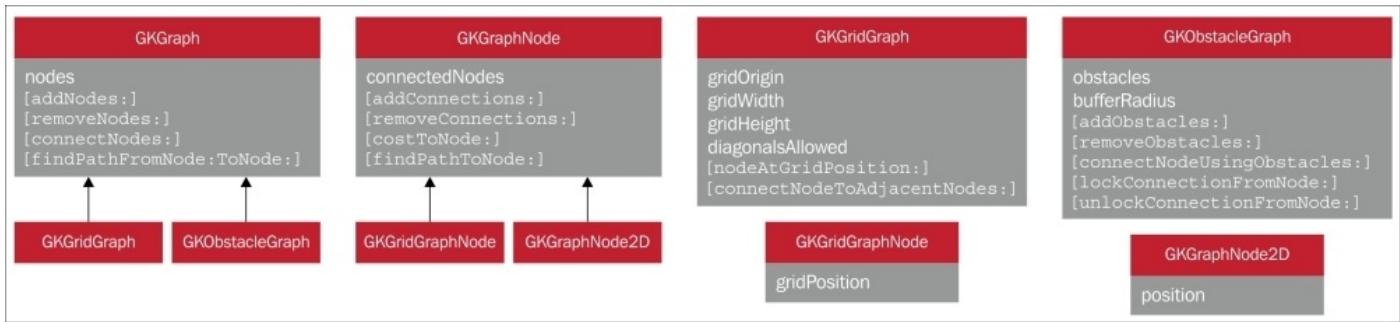 GKGraph
nodes
[addNodes:]
[removeNodes:]
[connectNodes:]
[findPathFromNode:ToNode:]
GKGridGraph
GKObstacleGraph
GKGraphNode
connectedNodes
[addConnections:]
[removeConnections:]
[costToNode:]
[findPathToNode:]
GKGridGraphNode
GKGraphNode2D
GKGridGraph
gridOrigin
gridWidth
gridHeight
diagonalsAllowed
[nodeAtGridPosition:]
[connectNodeToAdjacentNodes:]
GKGridGraphNode
gridPosition
GKObstacleGraph
obstacles
bufferRadius
[addObstacles:]
[removeObstacles:]
[connectNodeUsingObstacles:]
[lockConnectionFromNode:]
[unlockConnectionFromNode:]
GKGraphNode2D
position